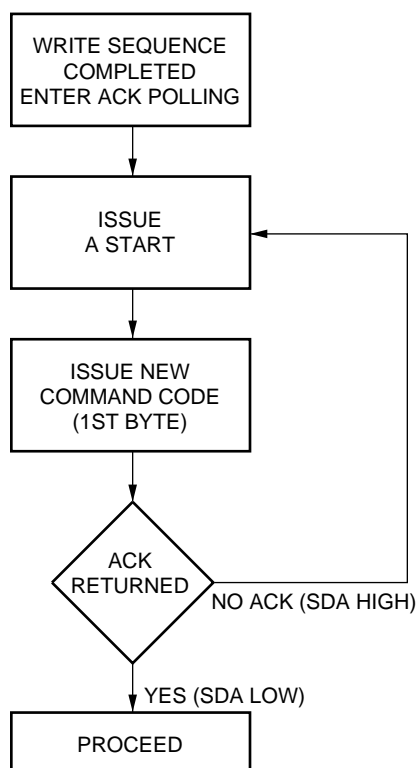 WRITE SEQUENCE
COMPLETED
ENTER ACK POLLING
ISSUE
A START
ISSUE NEW
COMMAND CODE
(1ST BYTE)
ACK
RETURNED
NO ACK (SDA HIGH)
YES (SDA LOW)
PROCEED